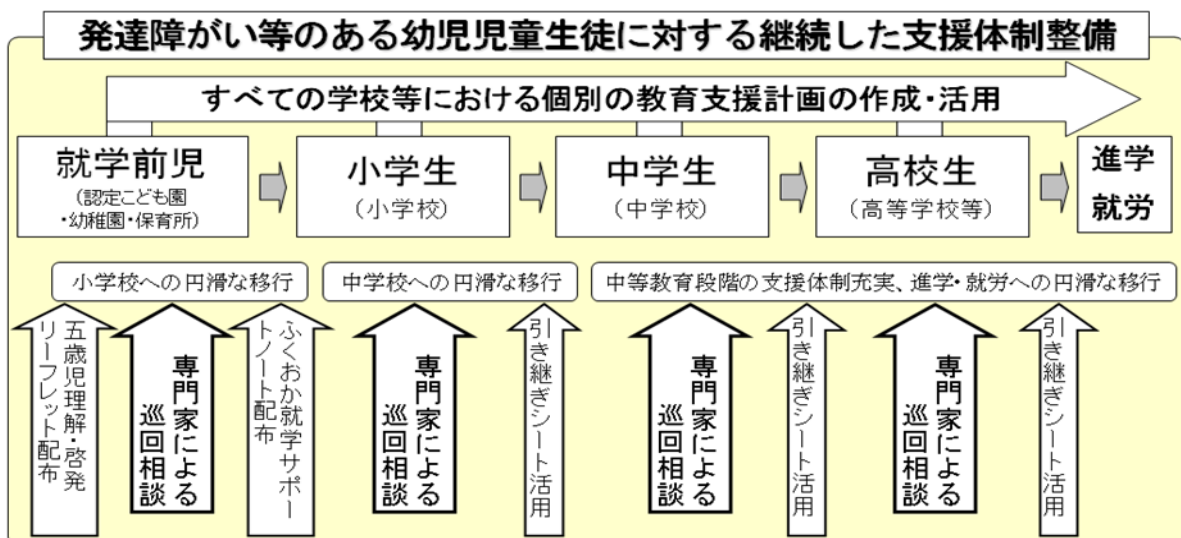 発達障がい等のある幼児児童生徒に対する継続した支援体制整備
すべての学校等における個別の教育支援計画の作成・活用
就学前児
(認定こども園
・幼稚園・保育所)
小学生
(小学校)
中学生
(中学校)
高校生
(高等学校等)
進学
就労
小学校への円滑な移行
中学校への円滑な移行
中等教育段階の支援体制充実、進学・就労への円滑な移行
五歳児理解・啓発
リーフレット配布
専門家による
巡回相談
ふくおか就学サポー
トノート配布
専門家による
巡回相談
引き継ぎシート活用
専門家による
巡回相談
引き継ぎシート活用
専門家による
巡回相談
引き継ぎシート活用